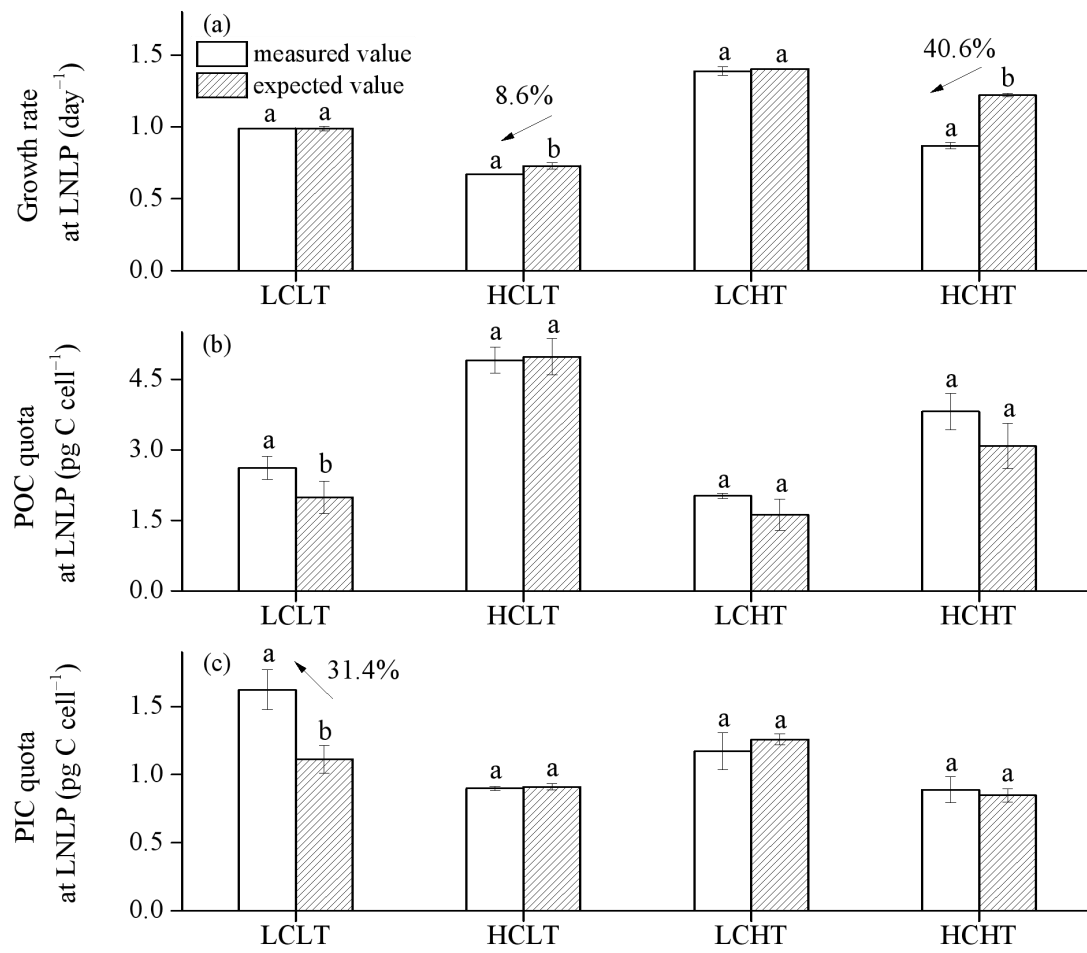 (a)
measured value
expected value
Growth rate
at LNLP (day⁻¹)
1.5
1.0
0.5
0.0
a a
8.6%
a b
a a
40.6%
a b
LCLT HCLT LCHT HCHT
(b)
POC quota
at LNLP (pg C cell⁻¹)
4.5
3.0
1.5
0.0
a b
a a
a a
a a
LCLT HCLT LCHT HCHT
(c)
PIC quota
at LNLP (pg C cell⁻¹)
1.5
1.0
0.5
0.0
a b
31.4%
a a
a a
a a
LCLT HCLT LCHT HCHT